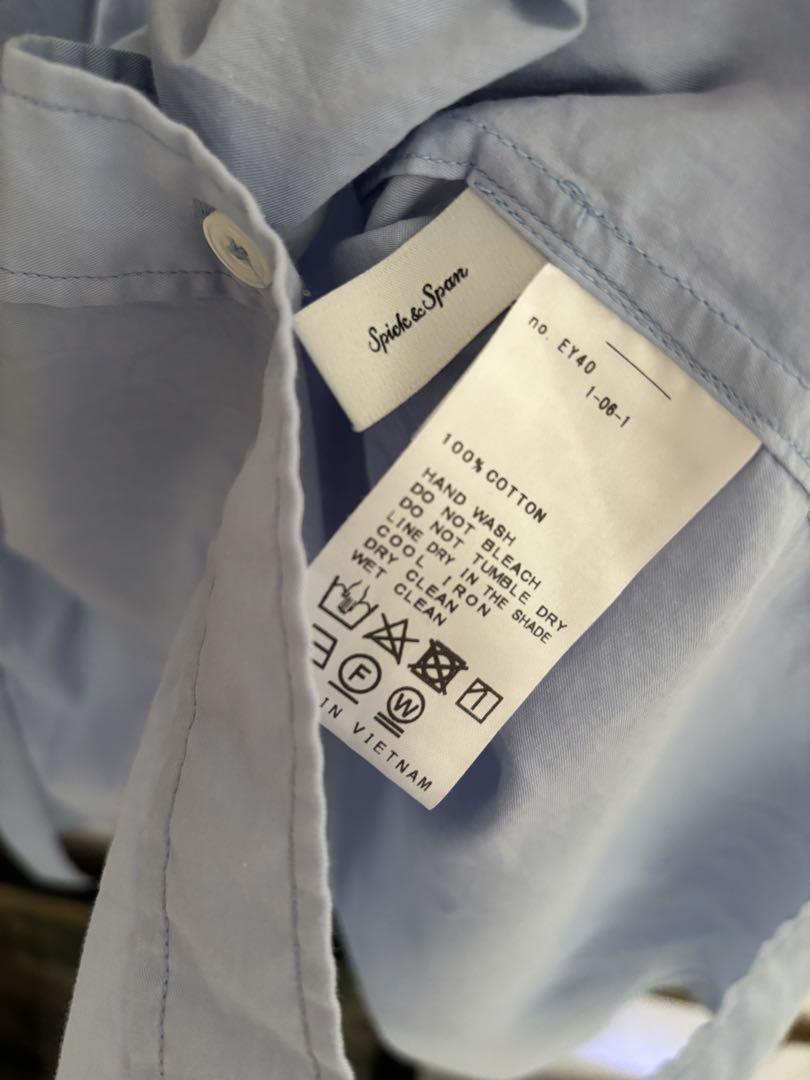 Spick & Span
no. EY40
1-06-1
100% COTTON
HAND WASH
DO NOT BLEACH
DO NOT TUMBLE DRY
LINE DRY IN THE SHADE
COOL IRON
DRY CLEAN
WET CLEAN
F
W
IN VIETNAM